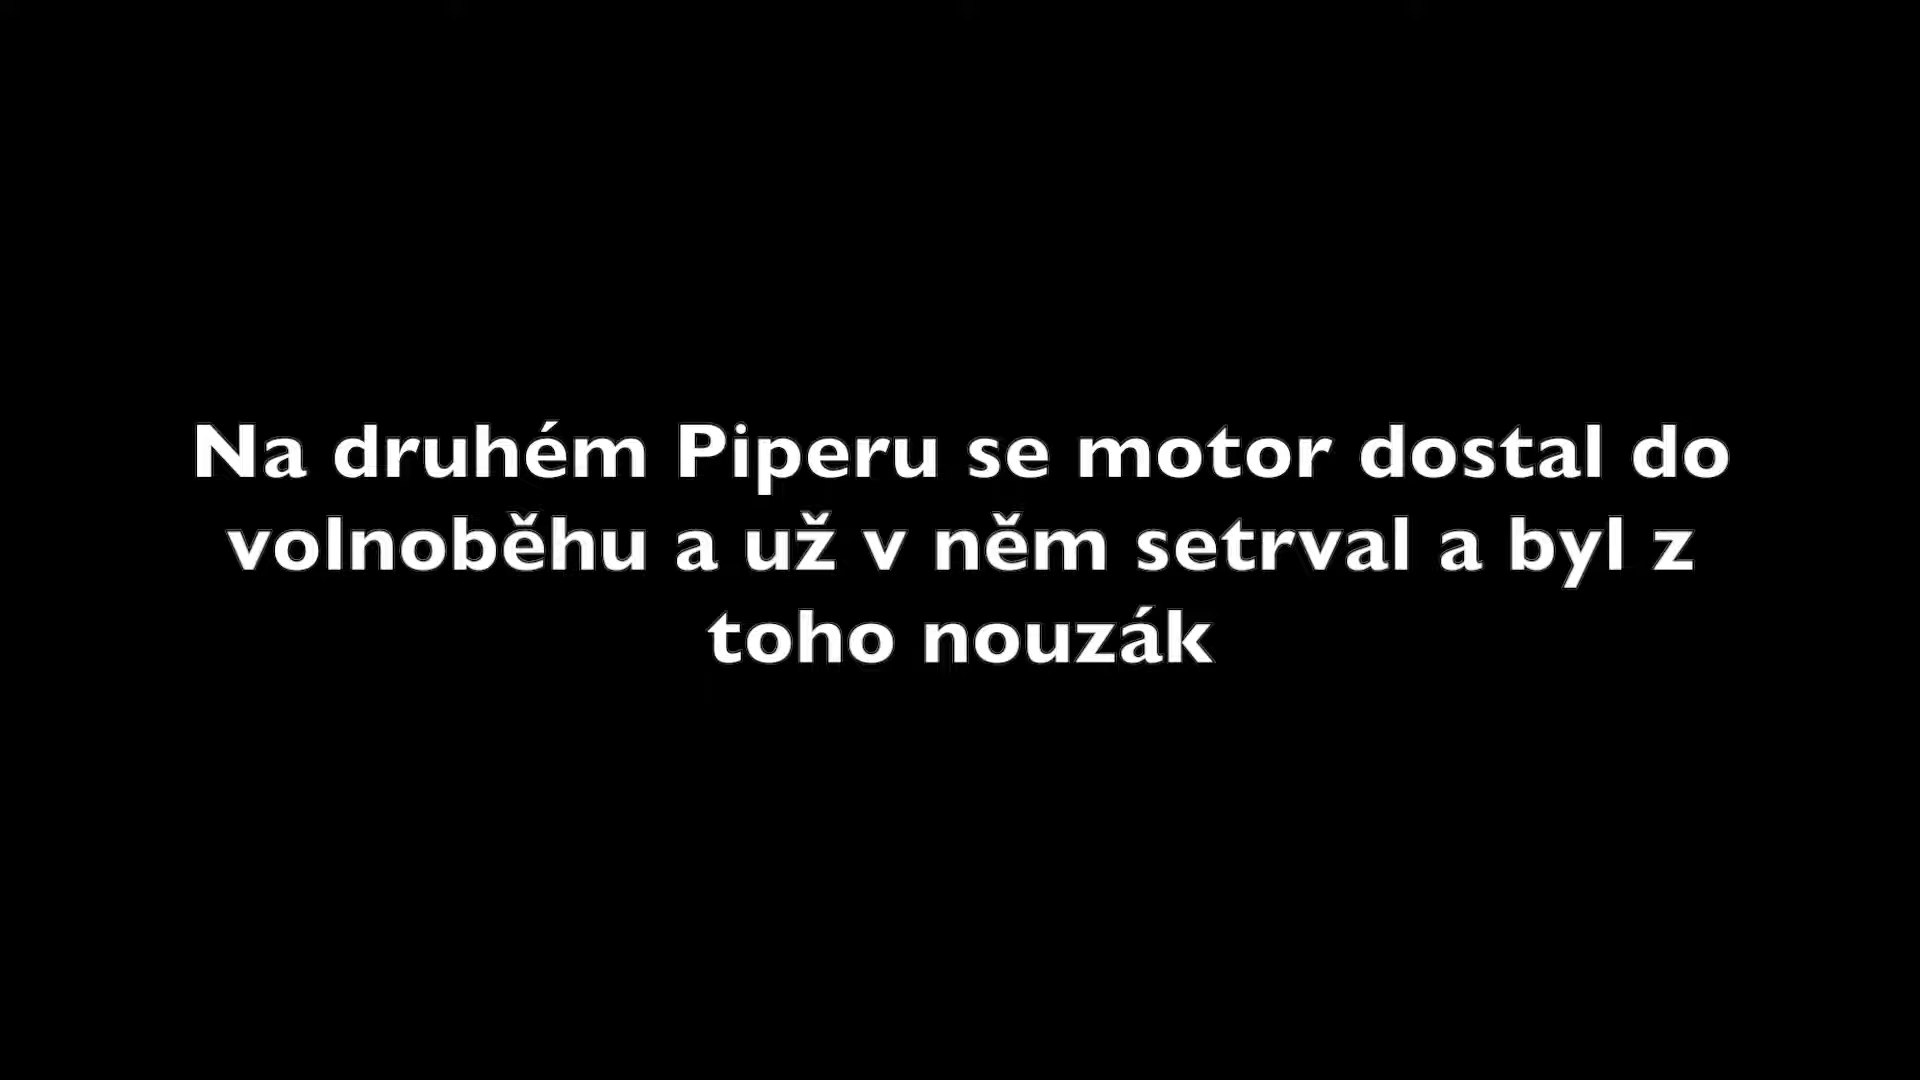 Na druhém Piperu se motor dostal do
volnoběhu a už v něm setrval a byl z
toho nouzák